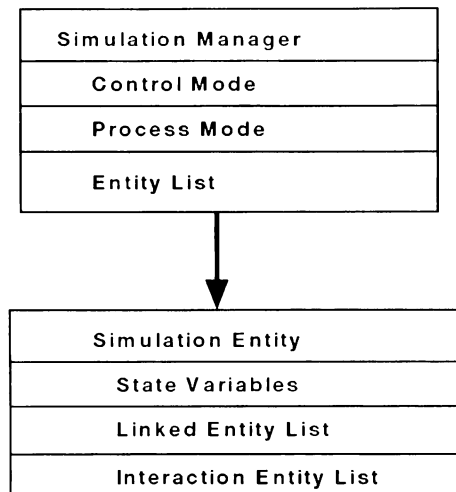 Simulation Manager
Control Mode
Process Mode
Entity List
Simulation Entity
State Variables
Linked Entity List
Interaction Entity List